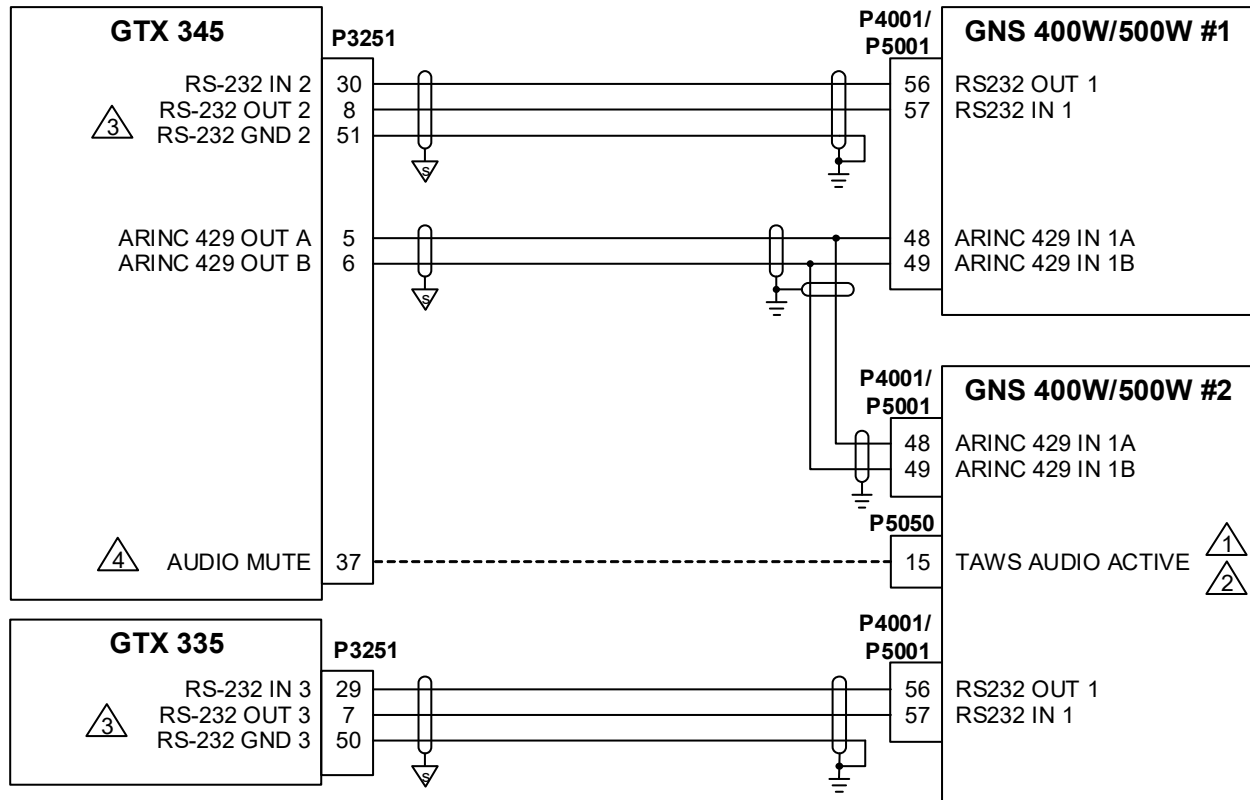 GTX 345
P3251
P4001/
P5001
GNS 400W/500W #1
RS-232 IN 2 30 56 RS232 OUT 1
3 RS-232 OUT 2 8 57 RS232 IN 1
RS-232 GND 2 51
S
ARINC 429 OUT A 5 48 ARINC 429 IN 1A
ARINC 429 OUT B 6 49 ARINC 429 IN 1B
S
P4001/
P5001
GNS 400W/500W #2
48 ARINC 429 IN 1A
49 ARINC 429 IN 1B
P5050
4 AUDIO MUTE 37 15 TAWS AUDIO ACTIVE 1
2
GTX 335
P3251
P4001/
P5001
RS-232 IN 3 29 56 RS232 OUT 1
3 RS-232 OUT 3 7 57 RS232 IN 1
RS-232 GND 3 50
S